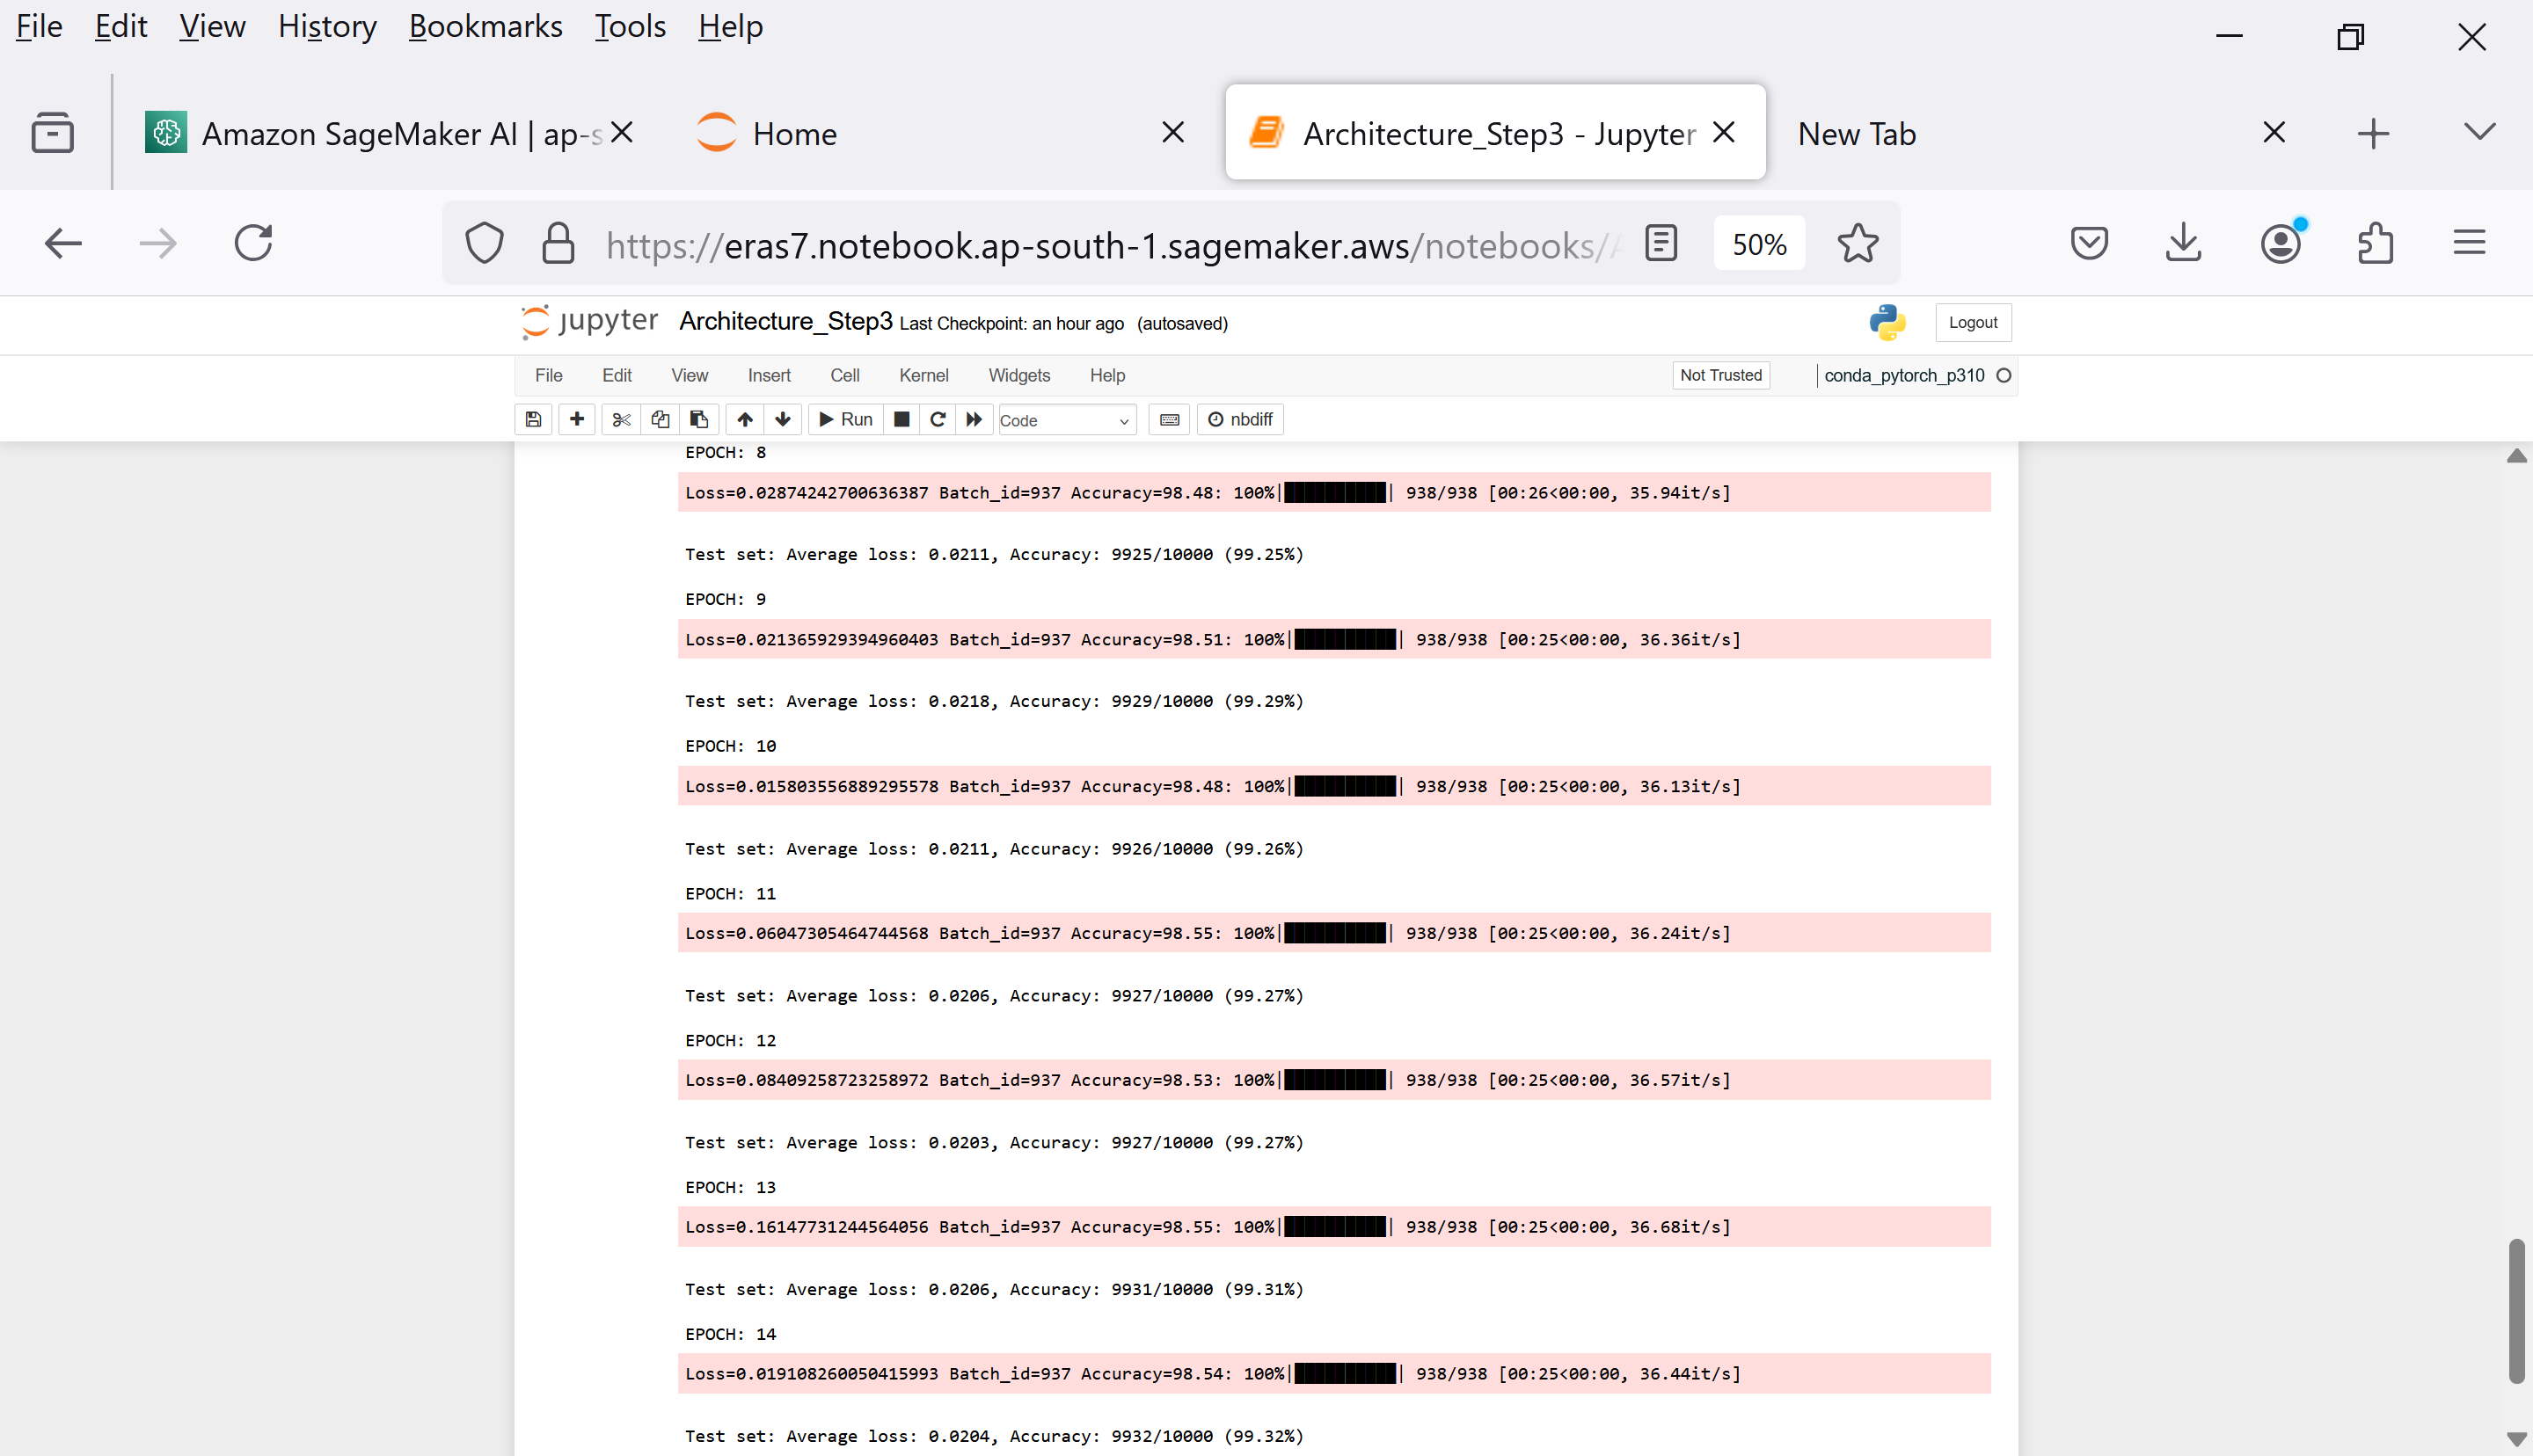 File Edit View History Bookmarks Tools Help
Amazon SageMaker AI | ap-s
Home
Architecture_Step3 - Jupyter
New Tab
https://eras7.notebook.ap-south-1.sagemaker.aws/notebooks/A
50%
jupyter Architecture_Step3 Last Checkpoint: an hour ago (autosaved)
Logout
File Edit View Insert Cell Kernel Widgets Help
Not Trusted
conda_pytorch_p310
Run
Code
nbdiff
EPOCH: 8
Loss=0.02874242700636387 Batch_id=937 Accuracy=98.48: 100%|██████████| 938/938 [00:26<00:00, 35.94it/s]
Test set: Average loss: 0.0211, Accuracy: 9925/10000 (99.25%)
EPOCH: 9
Loss=0.021365929394960403 Batch_id=937 Accuracy=98.51: 100%|██████████| 938/938 [00:25<00:00, 36.36it/s]
Test set: Average loss: 0.0218, Accuracy: 9929/10000 (99.29%)
EPOCH: 10
Loss=0.015803556889295578 Batch_id=937 Accuracy=98.48: 100%|██████████| 938/938 [00:25<00:00, 36.13it/s]
Test set: Average loss: 0.0211, Accuracy: 9926/10000 (99.26%)
EPOCH: 11
Loss=0.06047305464744568 Batch_id=937 Accuracy=98.55: 100%|██████████| 938/938 [00:25<00:00, 36.24it/s]
Test set: Average loss: 0.0206, Accuracy: 9927/10000 (99.27%)
EPOCH: 12
Loss=0.08409258723258972 Batch_id=937 Accuracy=98.53: 100%|██████████| 938/938 [00:25<00:00, 36.57it/s]
Test set: Average loss: 0.0203, Accuracy: 9927/10000 (99.27%)
EPOCH: 13
Loss=0.16147731244564056 Batch_id=937 Accuracy=98.55: 100%|██████████| 938/938 [00:25<00:00, 36.68it/s]
Test set: Average loss: 0.0206, Accuracy: 9931/10000 (99.31%)
EPOCH: 14
Loss=0.019108260050415993 Batch_id=937 Accuracy=98.54: 100%|██████████| 938/938 [00:25<00:00, 36.44it/s]
Test set: Average loss: 0.0204, Accuracy: 9932/10000 (99.32%)